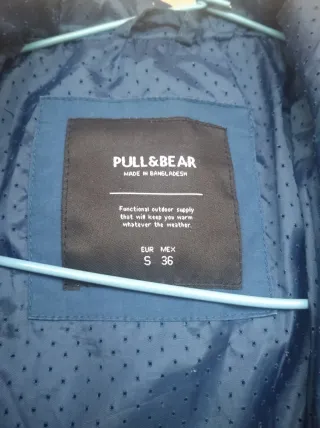 PULL&BEAR
MADE IN BANGLADESH
Functional outdoor supply
that will keep you warm
whatever the weather.
EUR MEX
S 36